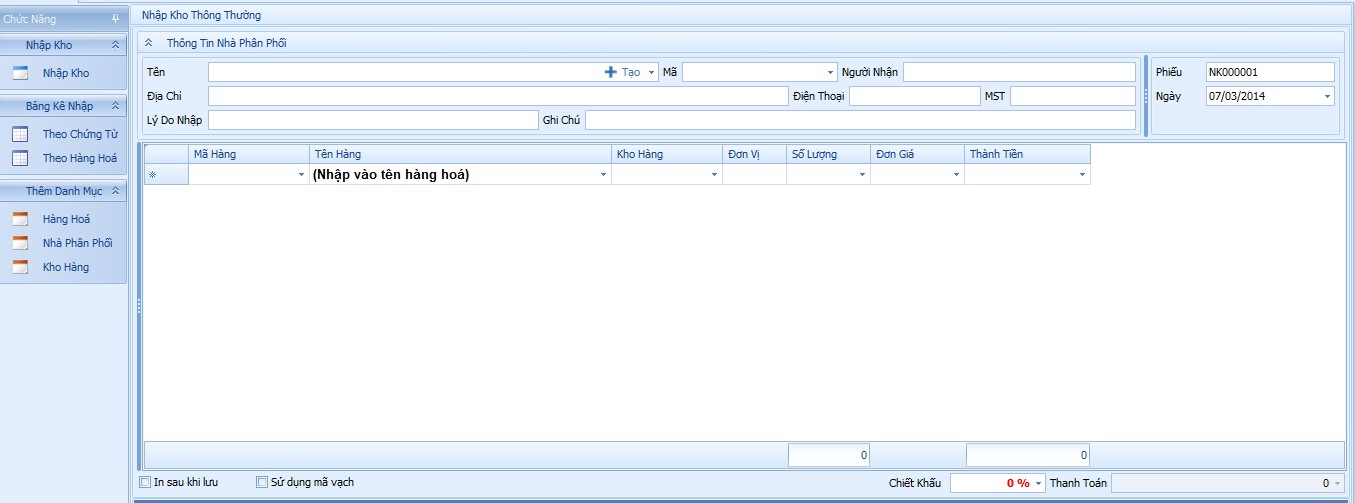 Chức Năng
Nhập Kho
Nhập Kho
Bảng Kê Nhập
Theo Chứng Từ
Theo Hàng Hoá
Thêm Danh Mục
Hàng Hoá
Nhà Phân Phối
Kho Hàng
Nhập Kho Thông Thường
Thông Tin Nhà Phân Phối
Tên Tạo Mã Người Nhận
Địa Chỉ Điện Thoại MST
Lý Do Nhập Ghi Chú
Phiếu NK000001
Ngày 07/03/2014
Mã Hàng Tên Hàng Kho Hàng Đơn Vị Số Lượng Đơn Giá Thành Tiền
(Nhập vào tên hàng hoá)
0 0
In sau khi lưu Sử dụng mã vạch Chiết Khấu 0 % Thanh Toán 0